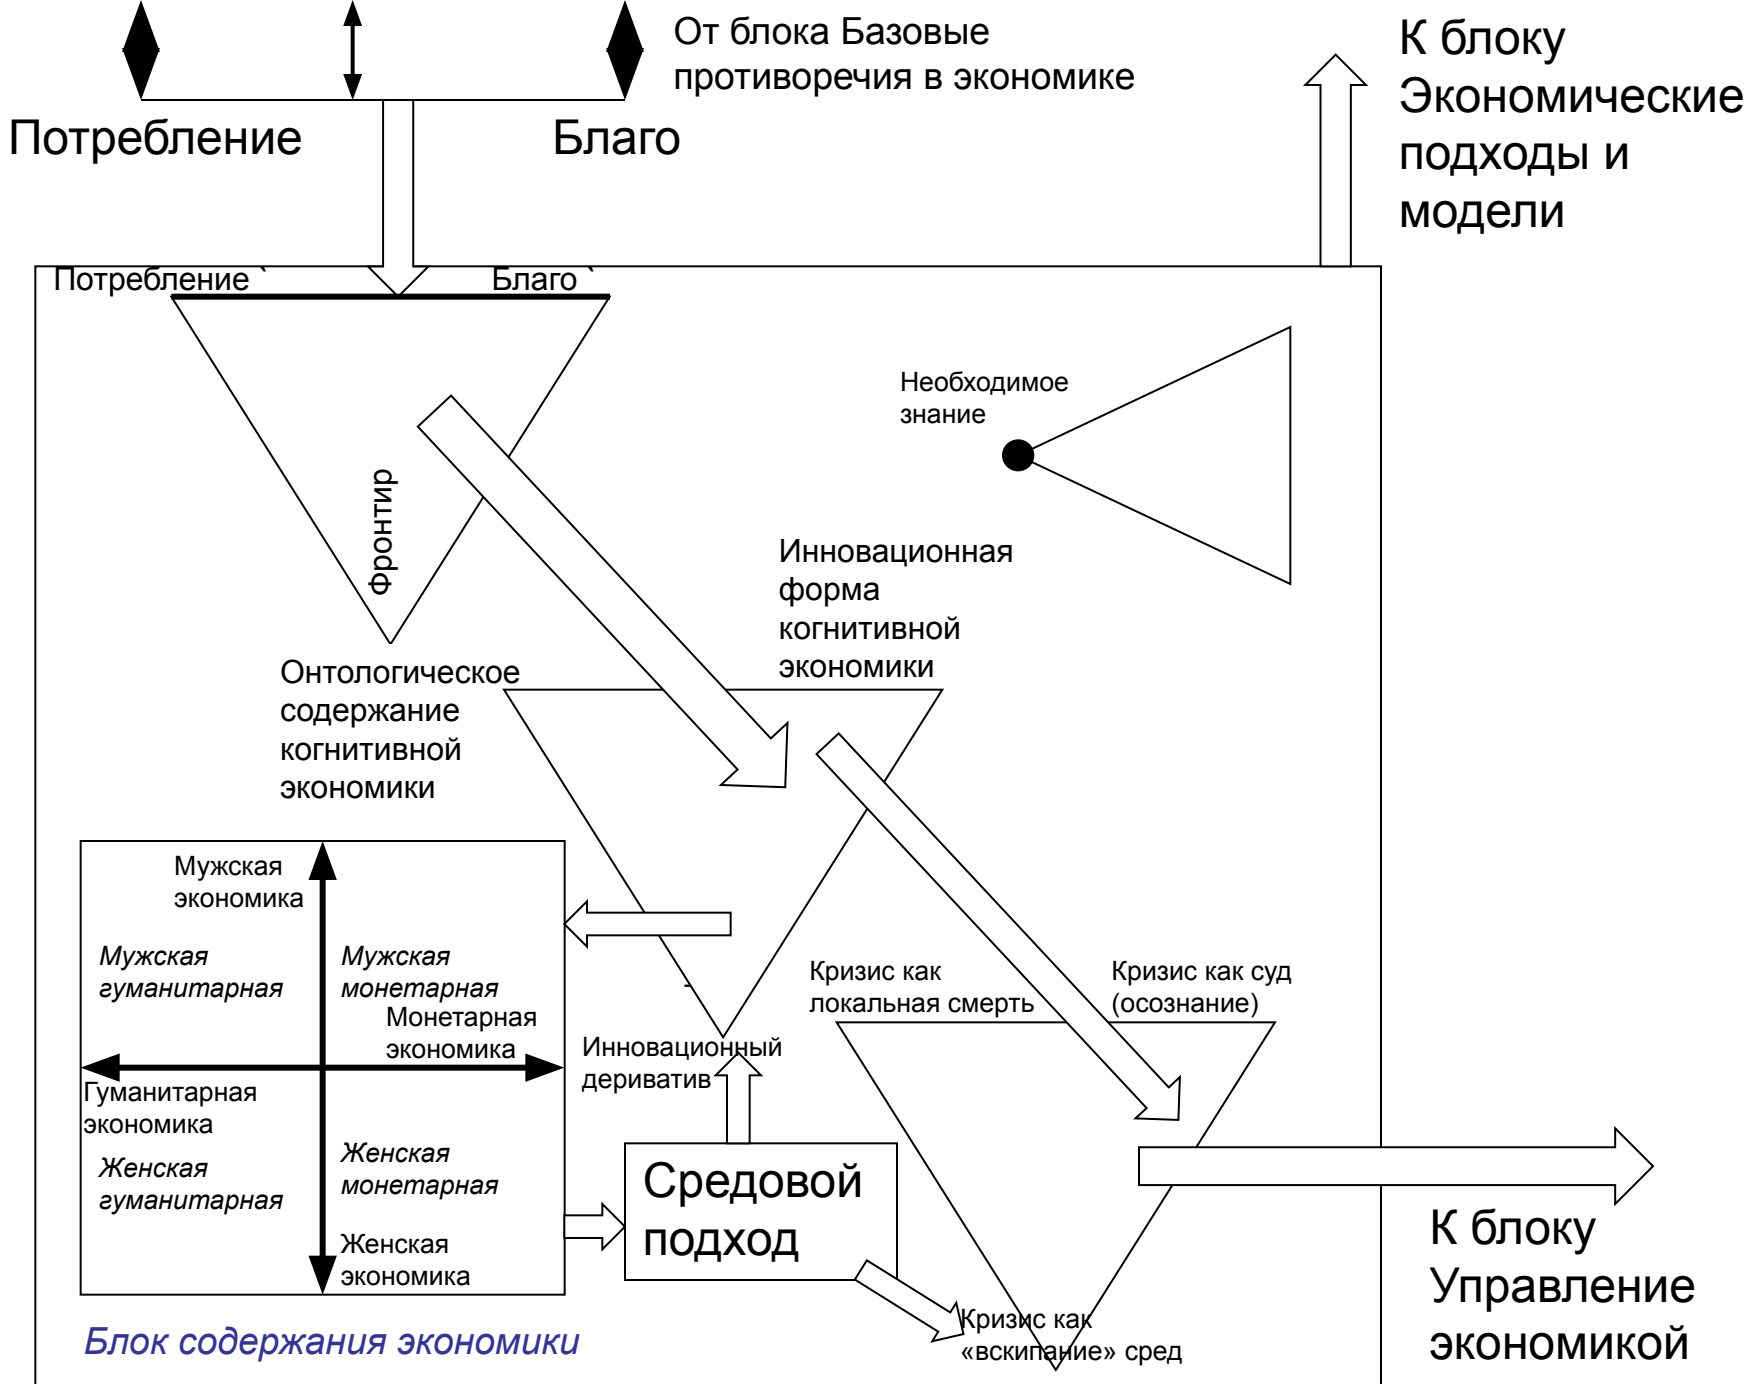 От блока Базовые
противоречия в экономике
К блоку
Экономические
подходы и
модели
Потребление
Благо
Потребление`
Благо`
Необходимое
знание
Фронтир
Инновационная
форма
когнитивной
экономики
Онтологическое
содержание
когнитивной
экономики
Мужская
экономика
Мужская
гуманитарная
Мужская
монетарная
Монетарная
экономика
Гуманитарная
экономика
Женская
гуманитарная
Женская
монетарная
Женская
экономика
Кризис как
локальная смерть
Кризис как суд
(осознание)
Инновационный
дериватив
Средовой
подход
Кризис как
«вскипание» сред
К блоку
Управление
экономикой
Блок содержания экономики